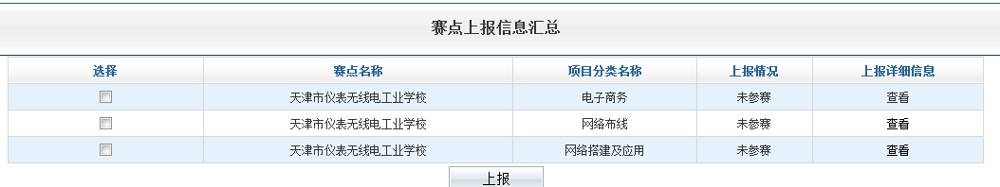 赛点上报信息汇总
选择 赛点名称 项目分类名称 上报情况 上报详细信息
天津市仪表无线电工业学校 电子商务 未参赛 查看
天津市仪表无线电工业学校 网络布线 未参赛 查看
天津市仪表无线电工业学校 网络搭建及应用 未参赛 查看
上报